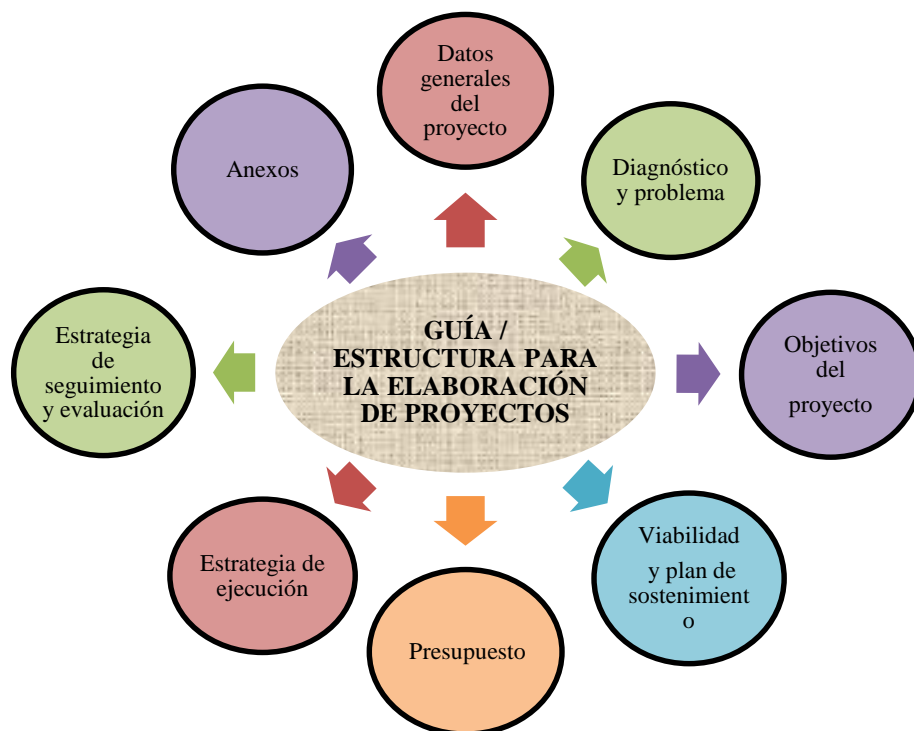 Datos
generales
del
proyecto
Diagnóstico
y problema
Objetivos
del
proyecto
Viabilidad
y plan de
sostenimient
o
Presupuesto
Estrategia de
ejecución
Estrategia
de
seguimiento
y evaluación
Anexos
GUÍA /
ESTRUCTURA PARA
LA ELABORACIÓN
DE PROYECTOS